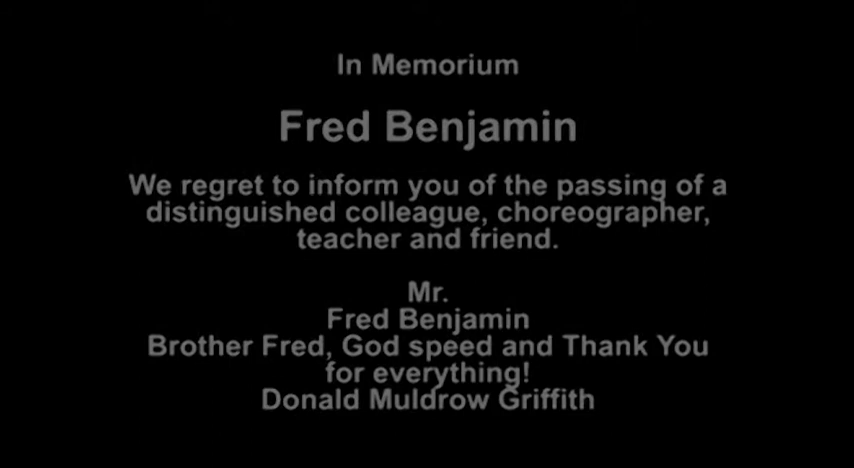 In Memorium
Fred Benjamin
We regret to inform you of the passing of a
distinguished colleague, choreographer,
teacher and friend.
Mr.
Fred Benjamin
Brother Fred, God speed and Thank You
for everything!
Donald Muldrow Griffith